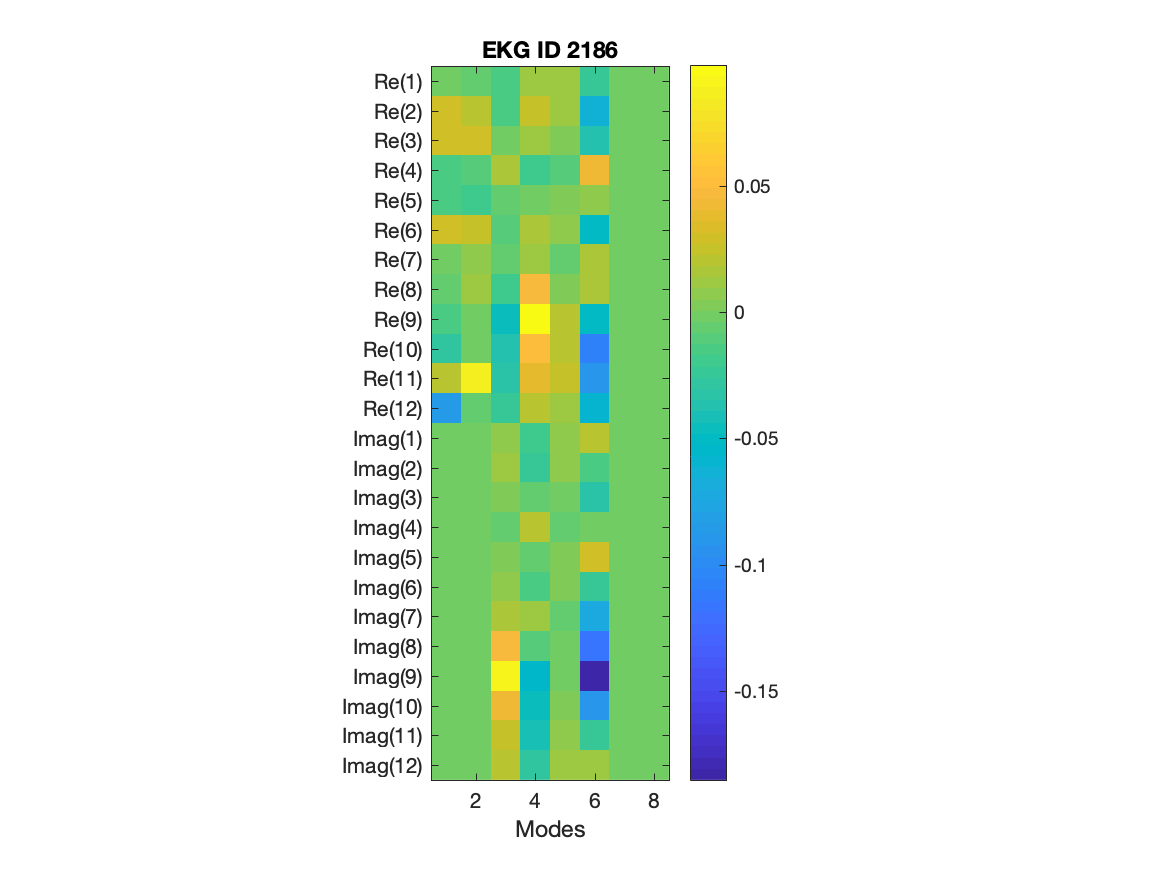 EKG ID 2186
Re(1)
Re(2)
Re(3)
Re(4)
Re(5)
Re(6)
Re(7)
Re(8)
Re(9)
Re(10)
Re(11)
Re(12)
Imag(1)
Imag(2)
Imag(3)
Imag(4)
Imag(5)
Imag(6)
Imag(7)
Imag(8)
Imag(9)
Imag(10)
Imag(11)
Imag(12)
2 4 6 8
Modes
0.05
0
-0.05
-0.1
-0.15